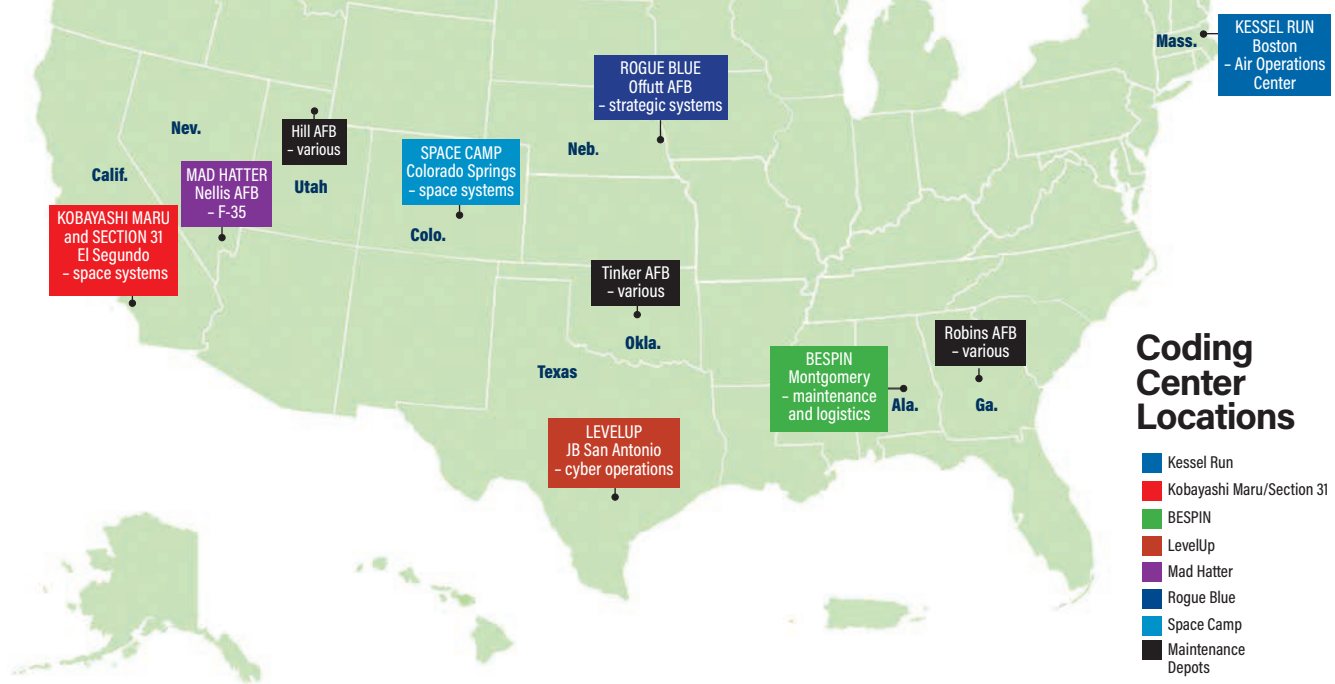 KESSEL RUN
Boston
– Air Operations
Center
Mass.
ROGUE BLUE
Offutt AFB
– strategic systems
Neb.
Nev.
Hill AFB
– various
Utah
Calif.
MAD HATTER
Nellis AFB
– F-35
SPACE CAMP
Colorado Springs
– space systems
Colo.
KOBAYASHI MARU
and SECTION 31
El Segundo
– space systems
Tinker AFB
– various
Okla.
Texas
Robins AFB
– various
Ga.
BESPIN
Montgomery
– maintenance
and logistics
Ala.
LEVELUP
JB San Antonio
– cyber operations
Coding
Center
Locations
Kessel Run
Kobayashi Maru/Section 31
BESPIN
LevelUp
Mad Hatter
Rogue Blue
Space Camp
Maintenance
Depots